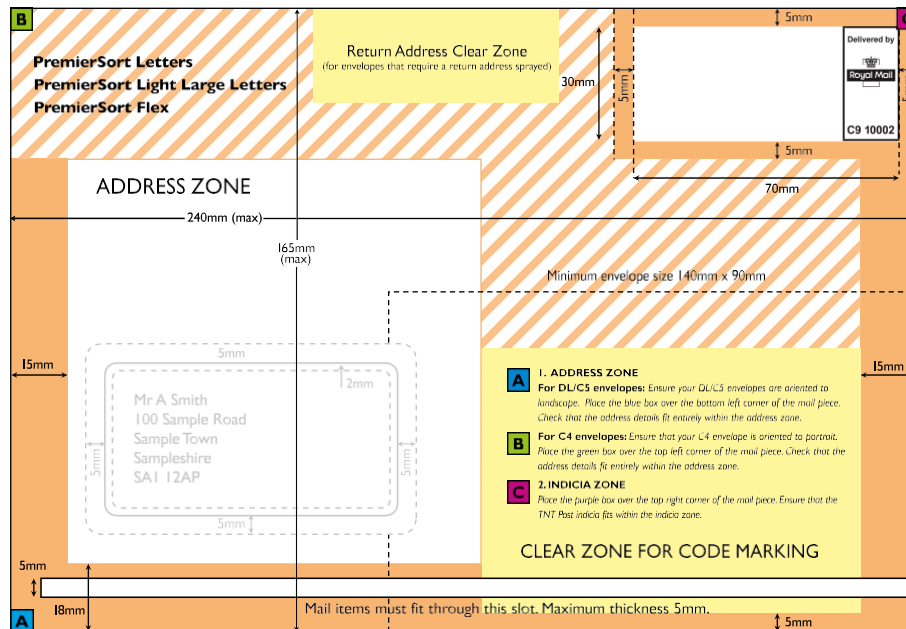 B
PremierSort Letters
PremierSort Light Large Letters
PremierSort Flex
Return Address Clear Zone
(for envelopes that require a return address sprayed)
5mm
C
30mm
5mm
Delivered by
Royal Mail
C9 10002
5mm
70mm
ADDRESS ZONE
240mm (max)
165mm
(max)
Minimum envelope size 140mm x 90mm
15mm
15mm
5mm
2mm
Mr A Smith
100 Sample Road
Sample Town
Sampleshire
SA1 12AP
5mm
5mm
5mm
A
1. ADDRESS ZONE
For DL/C5 envelopes: Ensure your DL/C5 envelopes are oriented to
landscape. Place the blue box over the bottom left corner of the mail piece.
Check that the address details fit entirely within the address zone.
B
For C4 envelopes: Ensure that your C4 envelope is oriented to portrait.
Place the green box over the top left corner of the mail piece. Check that the
address details fit entirely within the address zone.
C
2. INDICIA ZONE
Place the purple box over the top right corner of the mail piece. Ensure that the
TNT Post indicia fits within the indicia zone.
CLEAR ZONE FOR CODE MARKING
5mm
18mm
A
Mail items must fit through this slot. Maximum thickness 5mm.
5mm